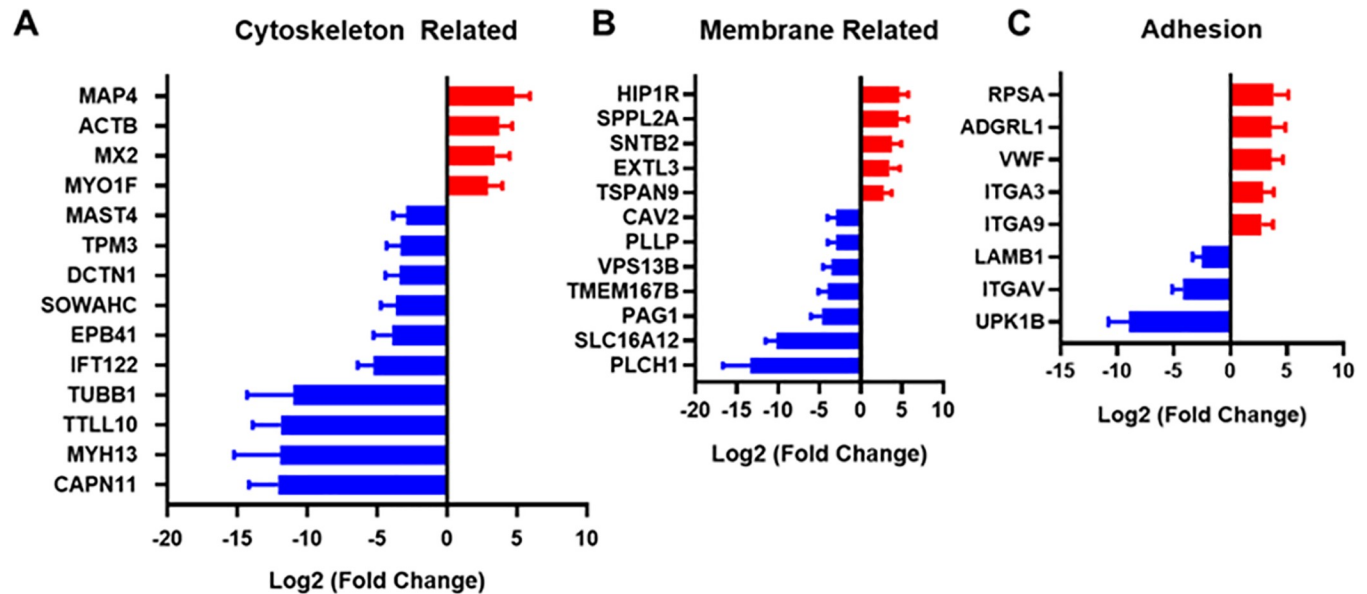 A
Cytoskeleton Related
MAP4
ACTB
MX2
MYO1F
MAST4
TPM3
DCTN1
SOWAHC
EPB41
IFT122
TUBB1
TTLL10
MYH13
CAPN11
-20 -15 -10 -5 0 5 10
Log2 (Fold Change)
B
Membrane Related
HIP1R
SPPL2A
SNTB2
EXTL3
TSPAN9
CAV2
PLLP
VPS13B
TMEM167B
PAG1
SLC16A12
PLCH1
-20 -15 -10 -5 0 5 10
Log2 (Fold Change)
C
Adhesion
RPSA
ADGRL1
VWF
ITGA3
ITGA9
LAMB1
ITGAV
UPK1B
-15 -10 -5 0 5 10
Log2 (Fold Change)